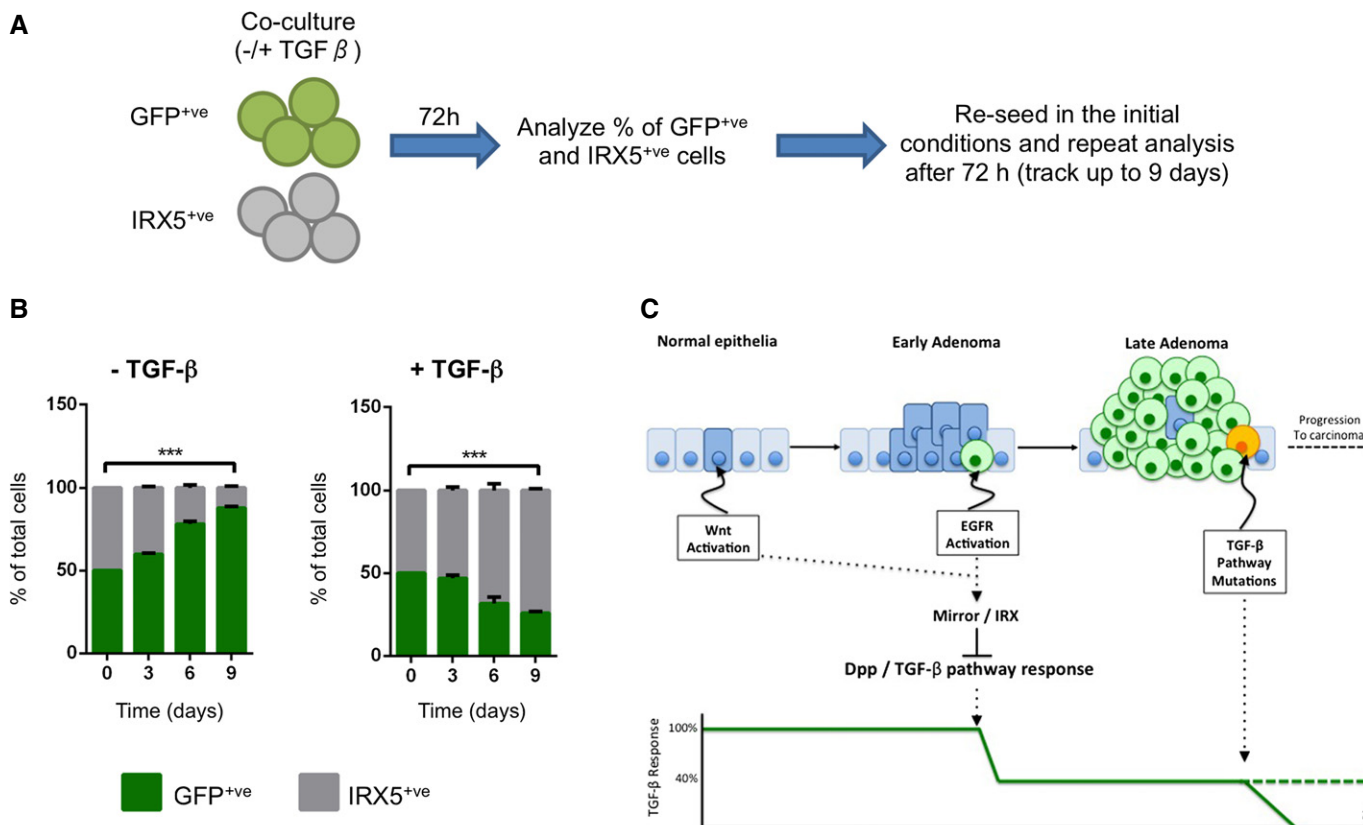 A
Co-culture
(-/+ TGFβ)
GFP+ve
IRX5+ve
72h
Analyze % of GFP+ve
and IRX5+ve cells
Re-seed in the initial
conditions and repeat analysis
after 72 h (track up to 9 days)
B
- TGF-β
150
100
50
0
***
% of total cells
0 3 6 9
Time (days)
+ TGF-β
150
100
50
0
***
% of total cells
0 3 6 9
Time (days)
GFP+ve
IRX5+ve
C
Normal epithelia
Early Adenoma
Late Adenoma
Progression
To carcinoma
Wnt
Activation
EGFR
Activation
TGF-β
Pathway
Mutations
Mirror / IRX
Dpp / TGF-β pathway response
TGF-β Response
100%
40%